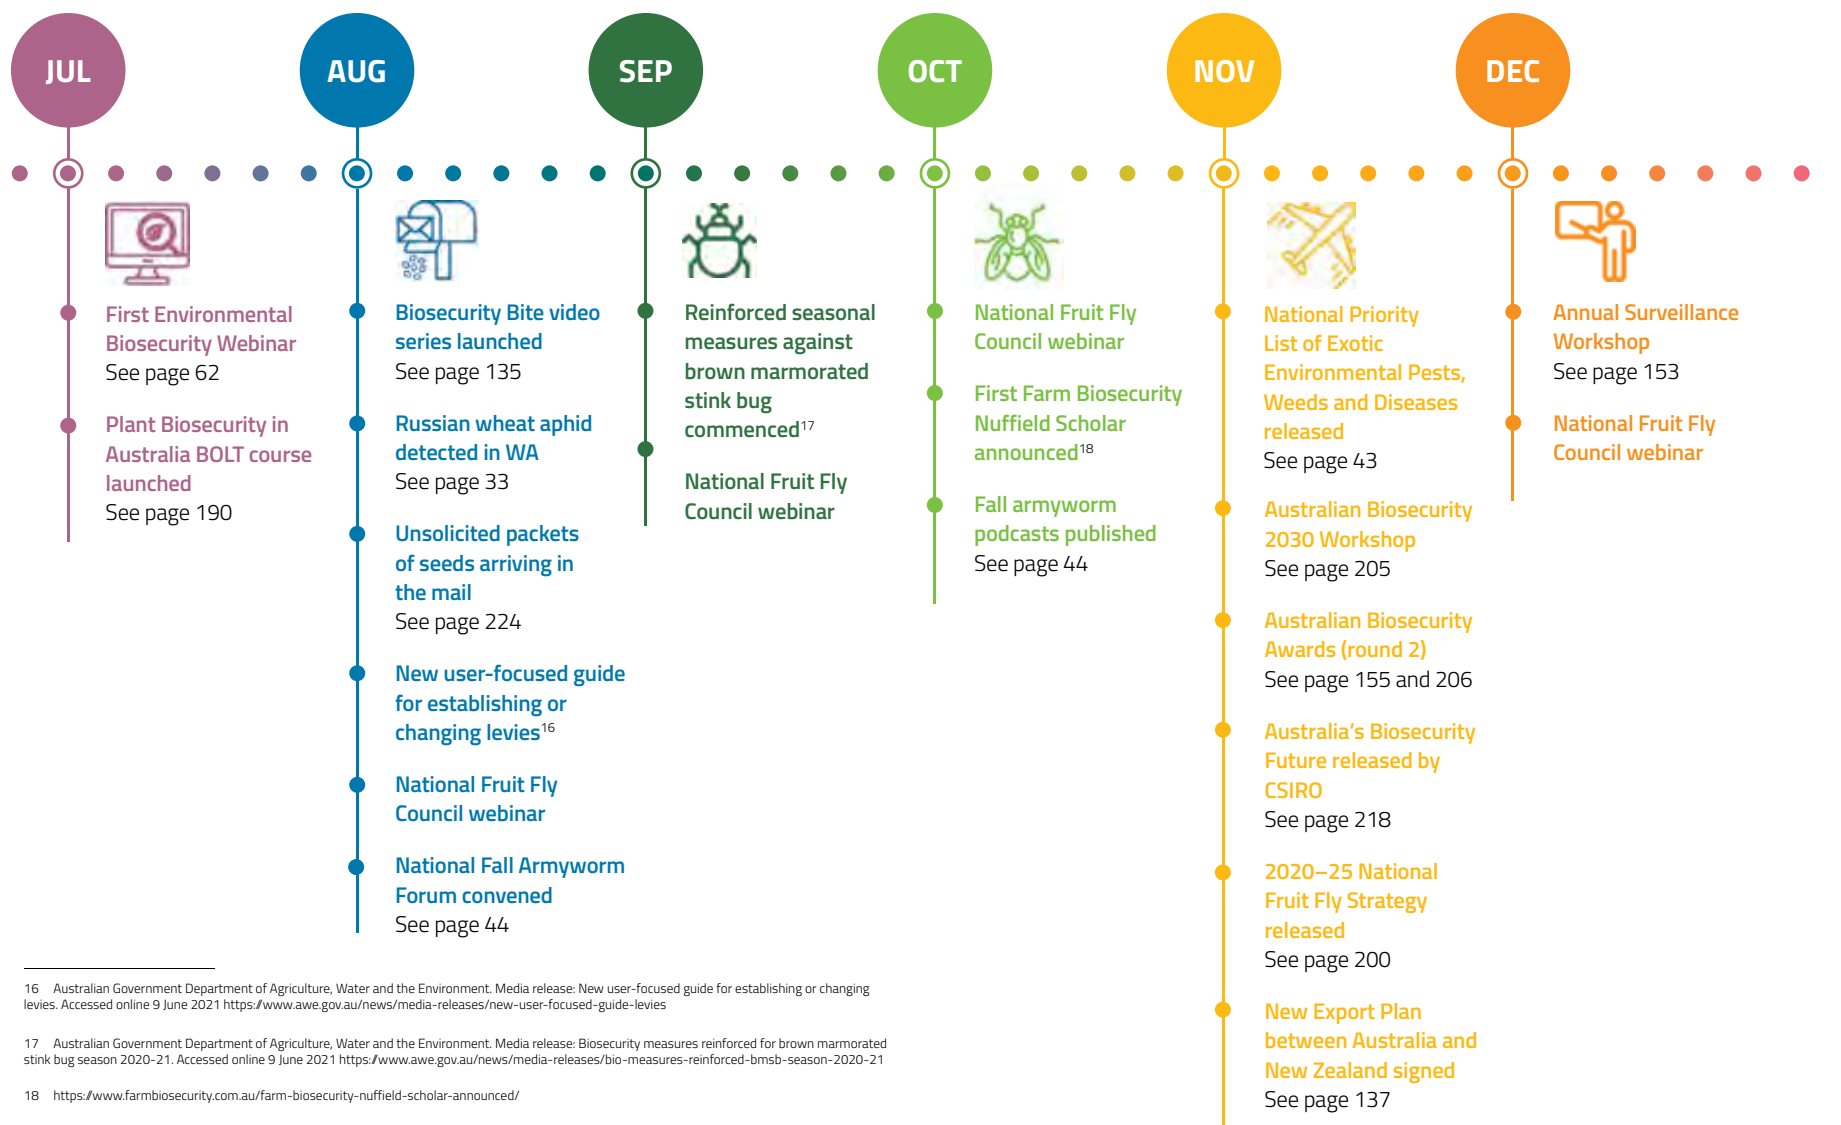 JUL
AUG
SEP
OCT
NOV
DEC
First Environmental
Biosecurity Webinar
See page 62
Plant Biosecurity in
Australia BOLT course
launched
See page 190
Biosecurity Bite video
series launched
See page 135
Russian wheat aphid
detected in WA
See page 33
Unsolicited packets
of seeds arriving in
the mail
See page 224
New user-focused guide
for establishing or
changing levies16
National Fruit Fly
Council webinar
National Fall Armyworm
Forum convened
See page 44
Reinforced seasonal
measures against
brown marmorated
stink bug
commenced17
National Fruit Fly
Council webinar
National Fruit Fly
Council webinar
First Farm Biosecurity
Nuffield Scholar
announced18
Fall armyworm
podcasts published
See page 44
National Priority
List of Exotic
Environmental Pests,
Weeds and Diseases
released
See page 43
Australian Biosecurity
2030 Workshop
See page 205
Australian Biosecurity
Awards (round 2)
See page 155 and 206
Australia's Biosecurity
Future released by
CSIRO
See page 218
2020–25 National
Fruit Fly Strategy
released
See page 200
New Export Plan
between Australia and
New Zealand signed
See page 137
Annual Surveillance
Workshop
See page 153
National Fruit Fly
Council webinar
16 Australian Government Department of Agriculture, Water and the Environment. Media release: New user-focused guide for establishing or changing
levies. Accessed online 9 June 2021 https://www.awe.gov.au/news/media-releases/new-user-focused-guide-levies
17 Australian Government Department of Agriculture, Water and the Environment. Media release: Biosecurity measures reinforced for brown marmorated
stink bug season 2020-21. Accessed online 9 June 2021 https://www.awe.gov.au/news/media-releases/bio-measures-reinforced-bmsb-season-2020-21
18 https://www.farmbiosecurity.com.au/farm-biosecurity-nuffield-scholar-announced/